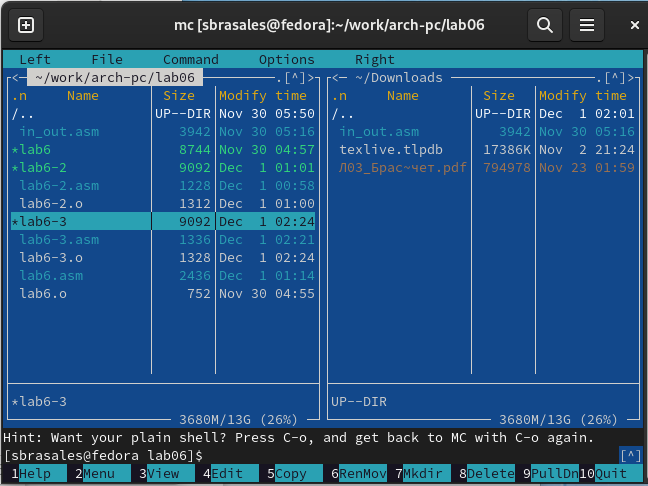 mc [sbrasales@fedora]:~/work/arch-pc/lab06
Left File Command Options Right
<- ~/work/arch-pc/lab06 .[^]>
.n Name Size Modify time
/.. UP--DIR Nov 30 05:50
in_out.asm 3942 Nov 30 05:16
*lab6 8744 Nov 30 04:57
*lab6-2 9092 Dec 1 01:01
lab6-2.asm 1228 Dec 1 00:58
lab6-2.o 1312 Dec 1 01:00
*lab6-3 9092 Dec 1 02:24
lab6-3.asm 1336 Dec 1 02:21
lab6-3.o 1328 Dec 1 02:24
lab6.asm 2436 Dec 1 01:14
lab6.o 752 Nov 30 04:55
*lab6-3
3680M/13G (26%)
<- ~/Downloads .[^]>
.n Name Size Modify time
/.. UP--DIR Dec 1 02:01
in_out.asm 3942 Nov 30 05:16
texlive.tlpdb 17386K Nov 2 21:24
Л03_Брас~чет.pdf 794978 Nov 23 01:59
UP--DIR
3680M/13G (26%)
Hint: Want your plain shell? Press C-o, and get back to MC with C-o again.
[sbrasales@fedora lab06]$ [^]
1Help 2Menu 3View 4Edit 5Copy 6RenMov 7Mkdir 8Delete 9PullDn 10Quit